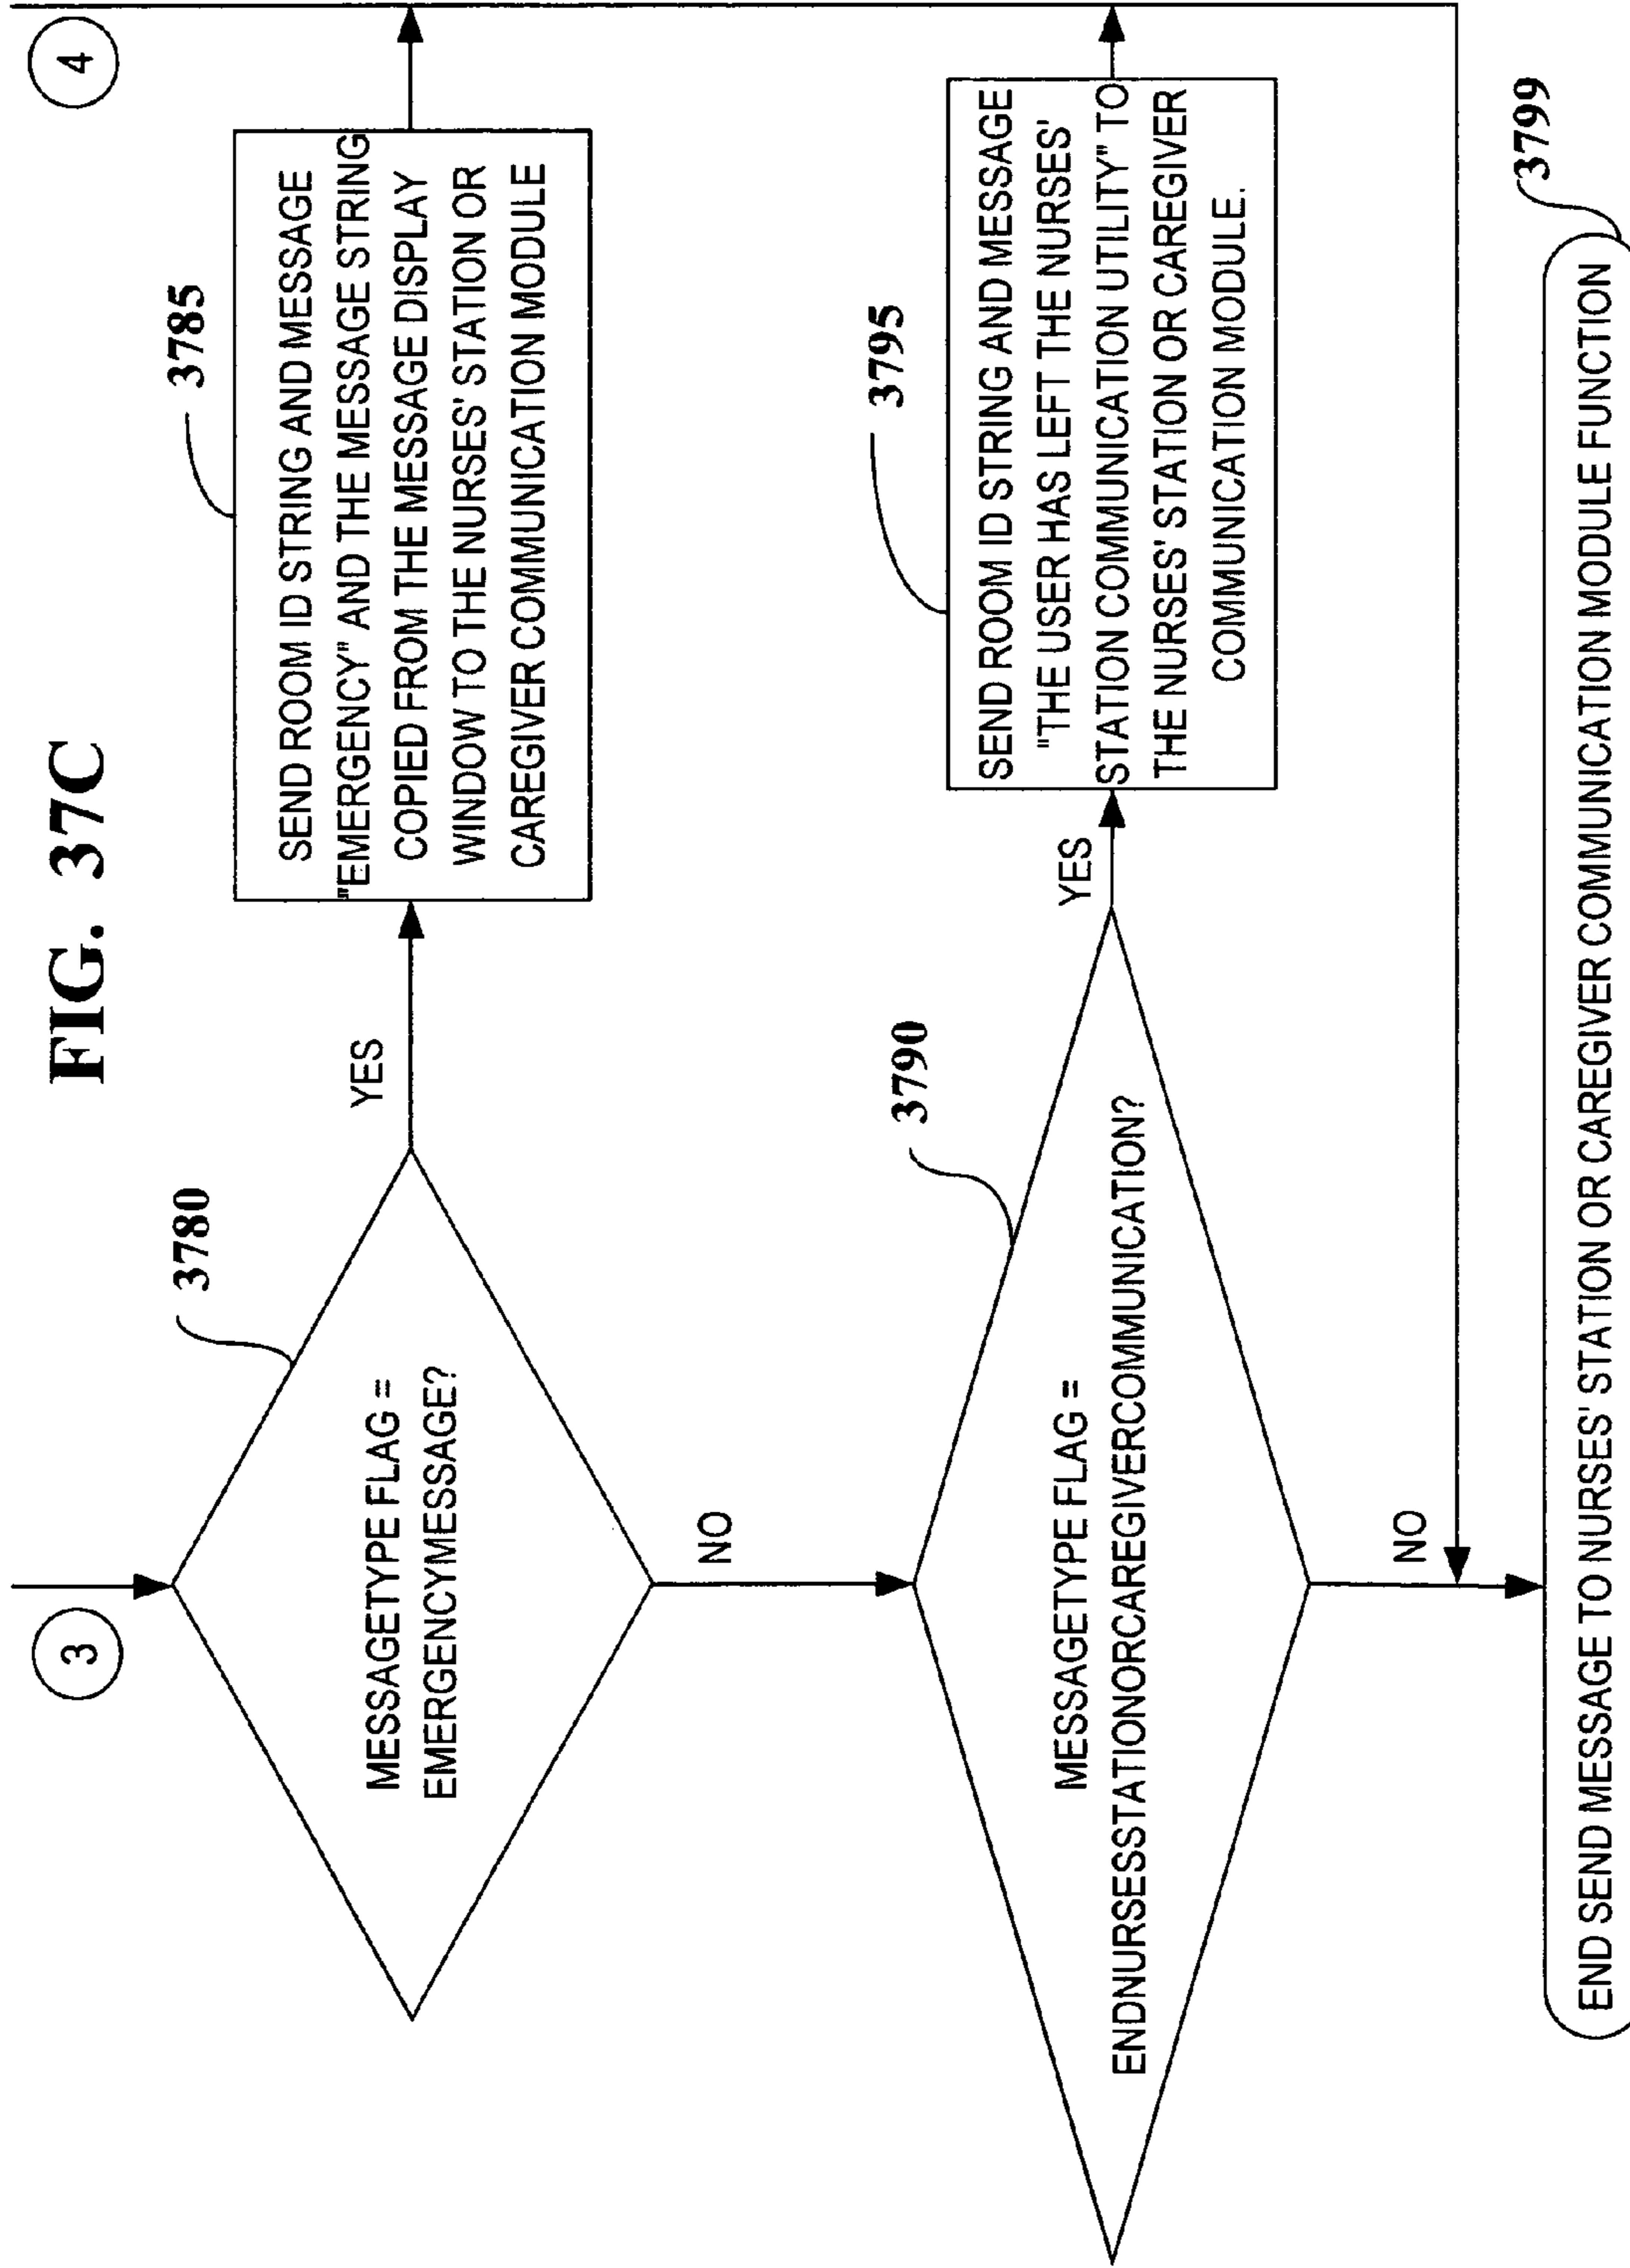 FIG. 37C
3
4
3780
MESSAGETYPE FLAG =
EMERGENCYMESSAGE?
YES
3785
SEND ROOM ID STRING AND MESSAGE
"EMERGENCY" AND THE MESSAGE STRING
COPIED FROM THE MESSAGE DISPLAY
WINDOW TO THE NURSES' STATION OR
CAREGIVER COMMUNICATION MODULE
NO
3790
MESSAGETYPE FLAG =
ENDNURSESSTATIONORCAREGIVERCOMMUNICATION?
YES
3795
SEND ROOM ID STRING AND MESSAGE
"THE USER HAS LEFT THE NURSES'
STATION COMMUNICATION UTILITY" TO
THE NURSES' STATION OR CAREGIVER
COMMUNICATION MODULE.
NO
3799
END SEND MESSAGE TO NURSES' STATION OR CAREGIVER COMMUNICATION MODULE FUNCTION